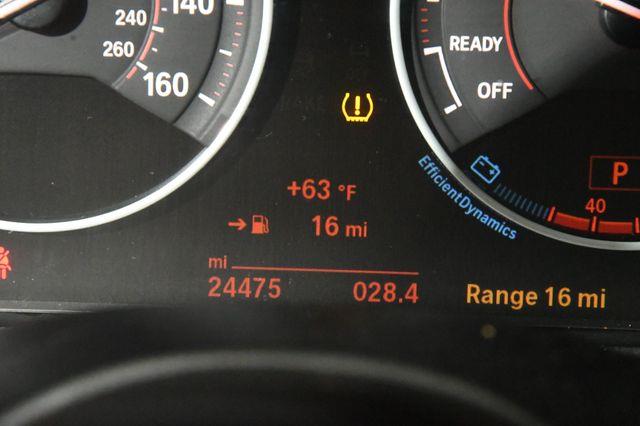 240
140
260
160
READY
OFF
+63 °F
16 mi
mi
24475 028.4
Range 16 mi
EfficientDynamics
P
40